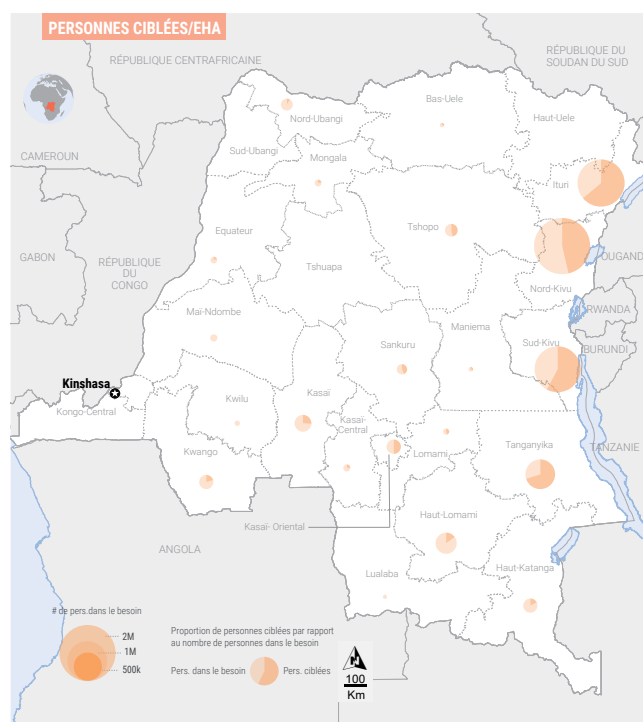 PERSONNES CIBLÉES/EHA
RÉPUBLIQUE CENTRAFRICAINE
RÉPUBLIQUE DU
SOUDAN DU SUD
Bas-Uele
Haut-Uele
Nord-Ubangi
Sud-Ubangi
Mongala
CAMEROUN
Ituri
Tshopo
Equateur
GABON
RÉPUBLIQUE
DU
CONGO
Tshuapa
OUGANDA
Nord-Kivu
Maï-Ndombe
RWANDA
Maniema
Sankuru
Sud-Kivu
BURUNDI
Kinshasa
Kongo-Central
Kwilu
Kasaï
Kasaï-
Central
Kwango
Lomami
Tanganyika
TANZANIE
Haut-Lomami
Kasaï- Oriental
ANGOLA
Lualaba
Haut-Katanga
# de pers.dans le besoin
2M
1M
500k
Proportion de personnes ciblées par rapport
au nombre de personnes dans le besoin
Pers. dans le besoin
Pers. ciblées
N
100
Km